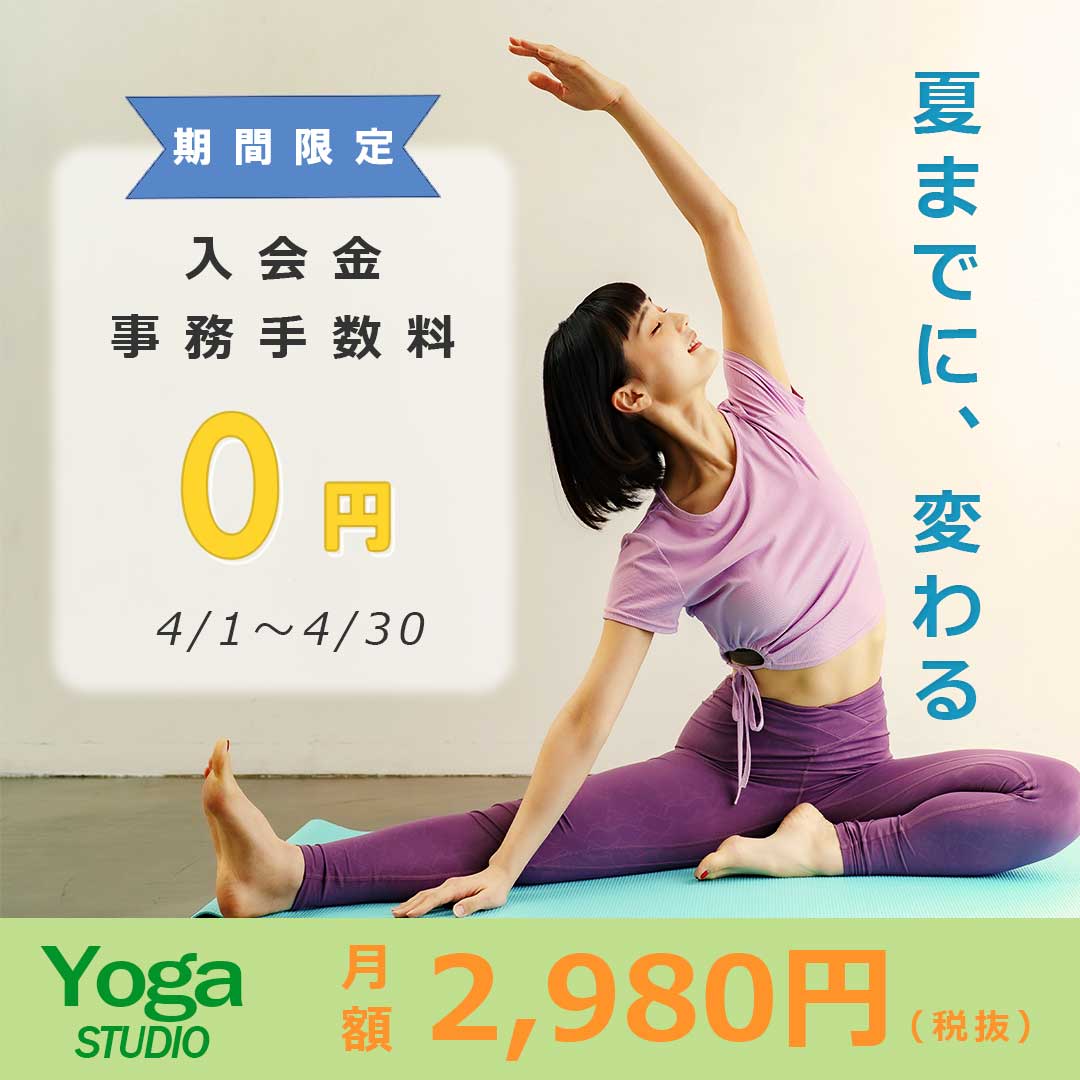 夏までに、変わる
期間限定
入会金
事務手数料
0円
4/1～4/30
Yoga
STUDIO
月額 2,980円（税抜）